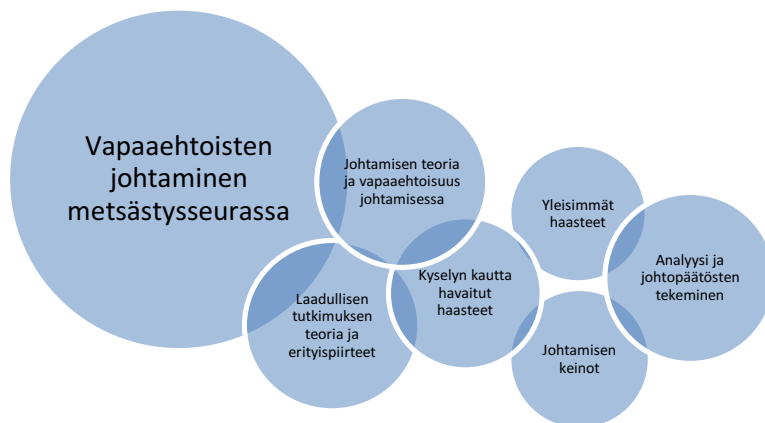 Vapaaehtoisten
johtaminen
metsästysseurassa
Johtamisen teoria
ja vapaaehtoisuus
johtamisessa
Laadullisen
tutkimuksen
teoria ja
erityispiirteet
Kyselyn kautta
havaitut
haasteet
Yleisimmät
haasteet
Johtamisen
keinot
Analyysi ja
johtopäätösten
tekeminen